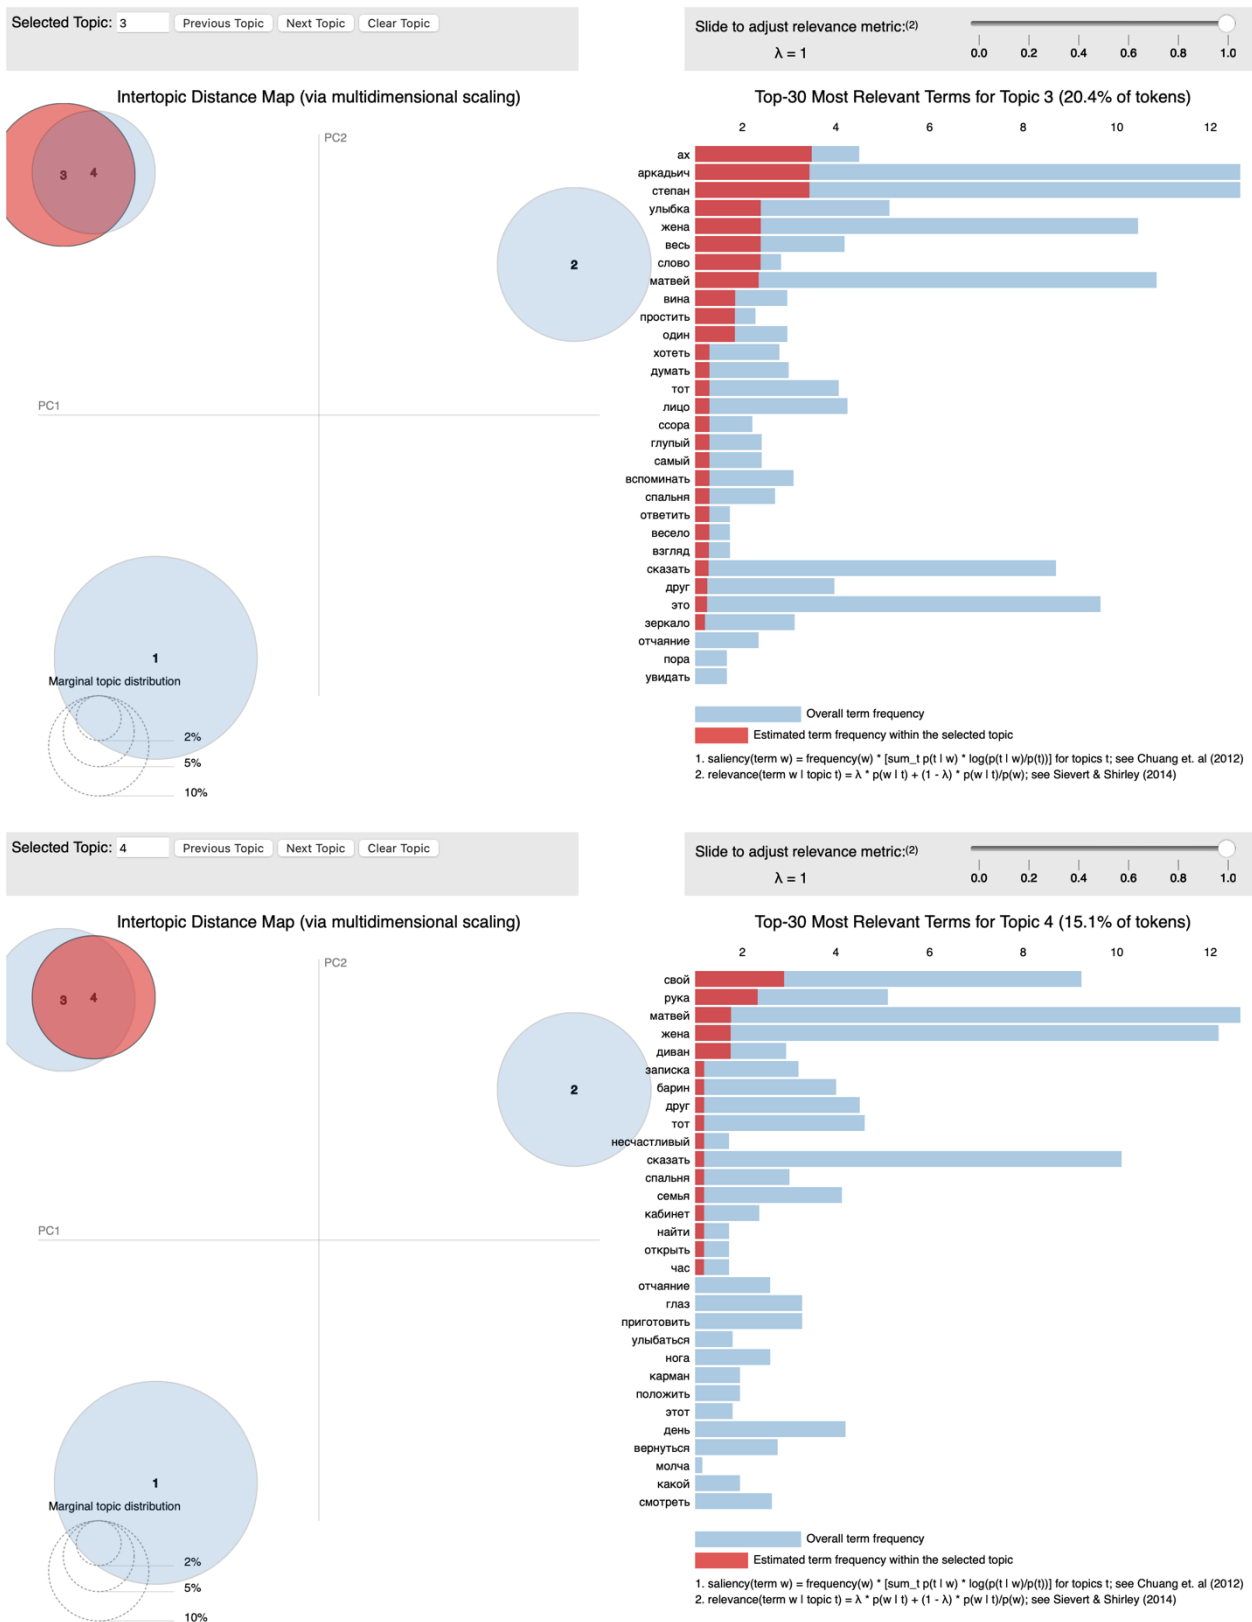 Selected Topic: 3 Previous Topic Next Topic Clear Topic
Slide to adjust relevance metric:(2)
λ = 1
0.0 0.2 0.4 0.6 0.8 1.0
Intertopic Distance Map (via multidimensional scaling)
PC2
3 4
2
PC1
1
Marginal topic distribution
2%
5%
10%
Top-30 Most Relevant Terms for Topic 3 (20.4% of tokens)
2 4 6 8 10 12
ах
аркадьич
степан
улыбка
жена
весь
слово
матвей
вина
простить
один
хотеть
думать
тот
лицо
ссора
глупый
самый
вспоминать
спальня
ответить
весело
взгляд
сказать
друг
это
зеркало
отчаяние
пора
увидать
Overall term frequency
Estimated term frequency within the selected topic
1. saliency(term w) = frequency(w) * [sum_t p(t | w) * log(p(t | w)/p(t))] for topics t; see Chuang et. al (2012)
2. relevance(term w | topic t) = λ * p(w | t) + (1 - λ) * p(w | t)/p(w); see Sievert & Shirley (2014)
Selected Topic: 4 Previous Topic Next Topic Clear Topic
Slide to adjust relevance metric:(2)
λ = 1
0.0 0.2 0.4 0.6 0.8 1.0
Intertopic Distance Map (via multidimensional scaling)
PC2
3 4
2
PC1
1
Marginal topic distribution
2%
5%
10%
Top-30 Most Relevant Terms for Topic 4 (15.1% of tokens)
2 4 6 8 10 12
свой
рука
матвей
жена
диван
записка
барин
друг
тот
несчастливый
сказать
спальня
семья
кабинет
найти
открыть
час
отчаяние
глаз
приготовить
улыбаться
нога
карман
положить
этот
день
вернуться
молча
какой
смотреть
Overall term frequency
Estimated term frequency within the selected topic
1. saliency(term w) = frequency(w) * [sum_t p(t | w) * log(p(t | w)/p(t))] for topics t; see Chuang et. al (2012)
2. relevance(term w | topic t) = λ * p(w | t) + (1 - λ) * p(w | t)/p(w); see Sievert & Shirley (2014)